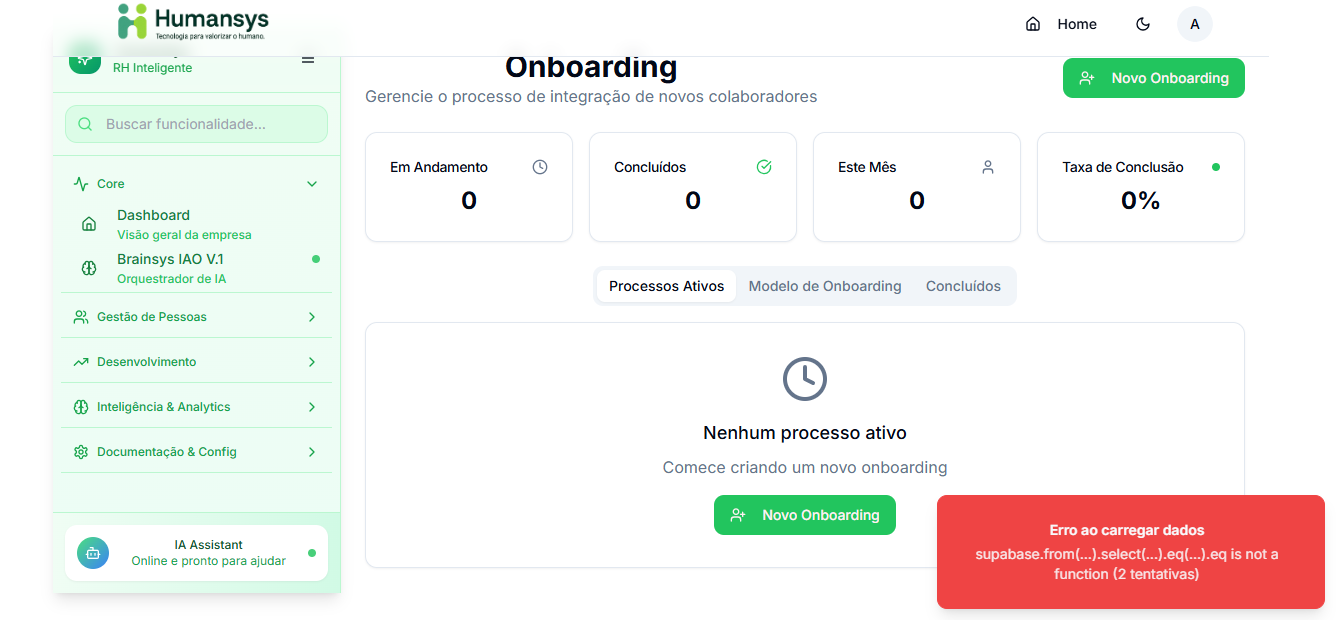 Humansys
Tecnologia para valorizar o humano.
Home
A
RH Inteligente
Buscar funcionalidade...
Core
Dashboard
Visão geral da empresa
Brainsys IAO V.1
Orquestrador de IA
Gestão de Pessoas
Desenvolvimento
Inteligência & Analytics
Documentação & Config
IA Assistant
Online e pronto para ajudar
Onboarding
Gerencie o processo de integração de novos colaboradores
Novo Onboarding
Em Andamento
0
Concluídos
0
Este Mês
0
Taxa de Conclusão
0%
Processos Ativos
Modelo de Onboarding
Concluídos
Nenhum processo ativo
Comece criando um novo onboarding
Novo Onboarding
Erro ao carregar dados
supabase.from(...).select(...).eq(...).eq is not a
function (2 tentativas)